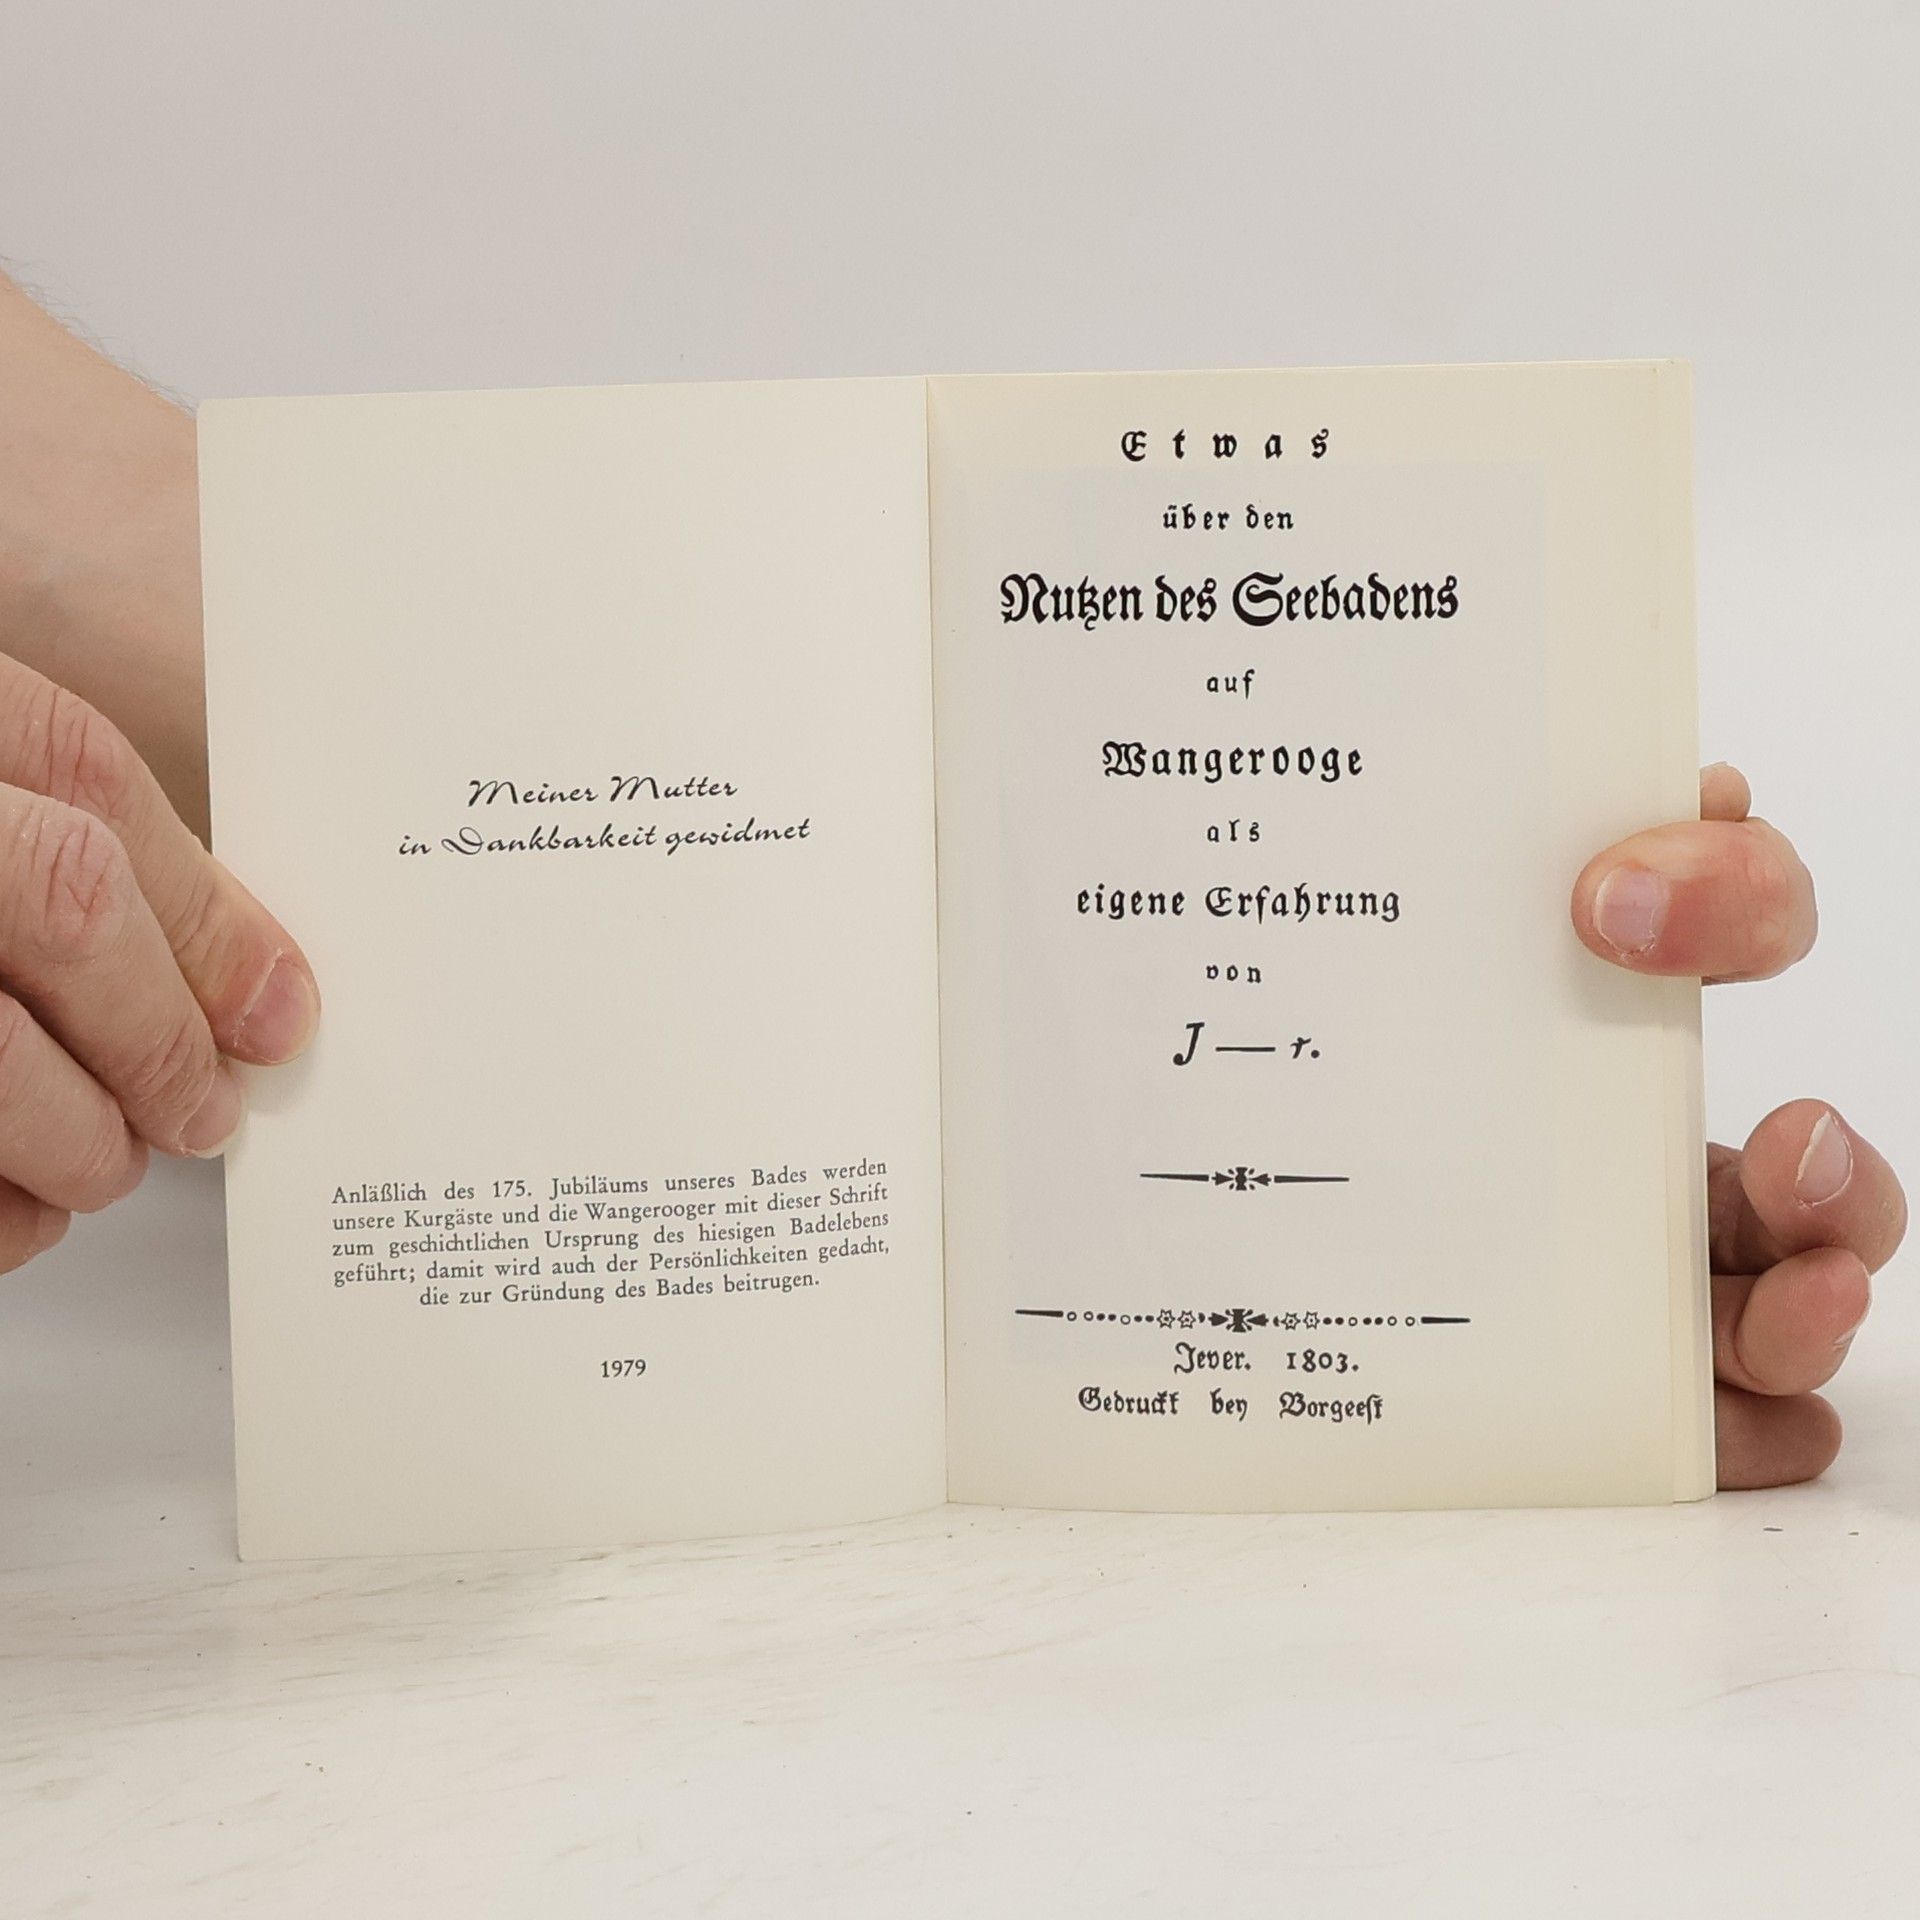 Meiner Mutter
in Dankbarkeit gewidmet
Anläßlich des 175. Jubiläums unseres Bades werden
unsere Kurgäste und die Wangerooger mit dieser Schrift
zum geschichtlichen Ursprung des hiesigen Badelebens
geführt; damit wird auch der Persönlichkeiten gedacht,
die zur Gründung des Bades beitrugen.
1979
Etwas
über den
Nutzen des Seebadens
auf
Wangerooge
als
eigene Erfahrung
von
J — r.
Jever. 1803.
Gedruckt bey Borgeeſt